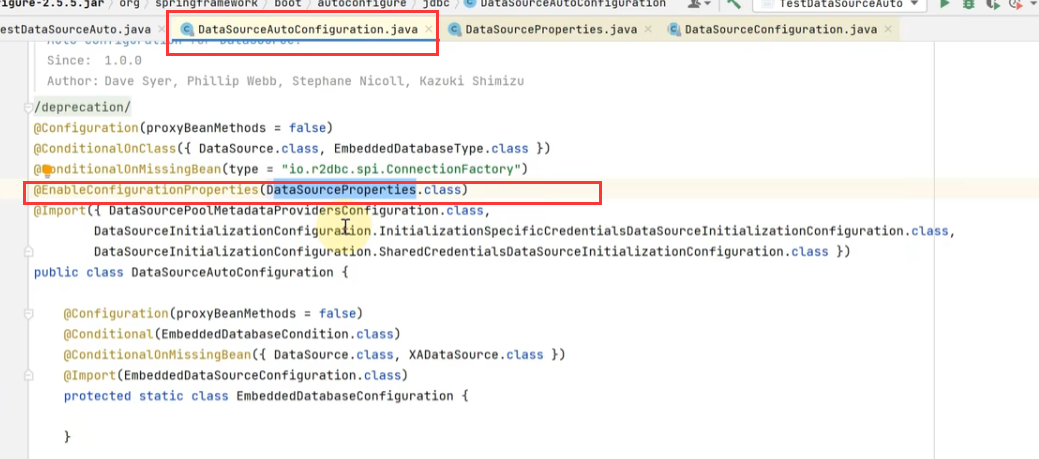 figure-2.5.5.jar › org › springframework › boot › autoconfigure › jdbc › DataSourceAutoConfiguration TestDataSourceAuto
estDataSourceAuto.java × DataSourceAutoConfiguration.java × DataSourceProperties.java × DataSourceConfiguration.java ×
Auto-configuration for DataSource.
Since: 1.0.0
Author: Dave Syer, Phillip Webb, Stephane Nicoll, Kazuki Shimizu
/deprecation/
@Configuration(proxyBeanMethods = false)
@ConditionalOnClass({ DataSource.class, EmbeddedDatabaseType.class })
@ConditionalOnMissingBean(type = "io.r2dbc.spi.ConnectionFactory")
@EnableConfigurationProperties(DataSourceProperties.class)
@Import({ DataSourcePoolMetadataProvidersConfiguration.class,
DataSourceInitializationConfiguration.InitializationSpecificCredentialsDataSourceInitializationConfiguration.class,
DataSourceInitializationConfiguration.SharedCredentialsDataSourceInitializationConfiguration.class })
public class DataSourceAutoConfiguration {
@Configuration(proxyBeanMethods = false)
@Conditional(EmbeddedDatabaseCondition.class)
@ConditionalOnMissingBean({ DataSource.class, XADataSource.class })
@Import(EmbeddedDataSourceConfiguration.class)
protected static class EmbeddedDatabaseConfiguration {
}